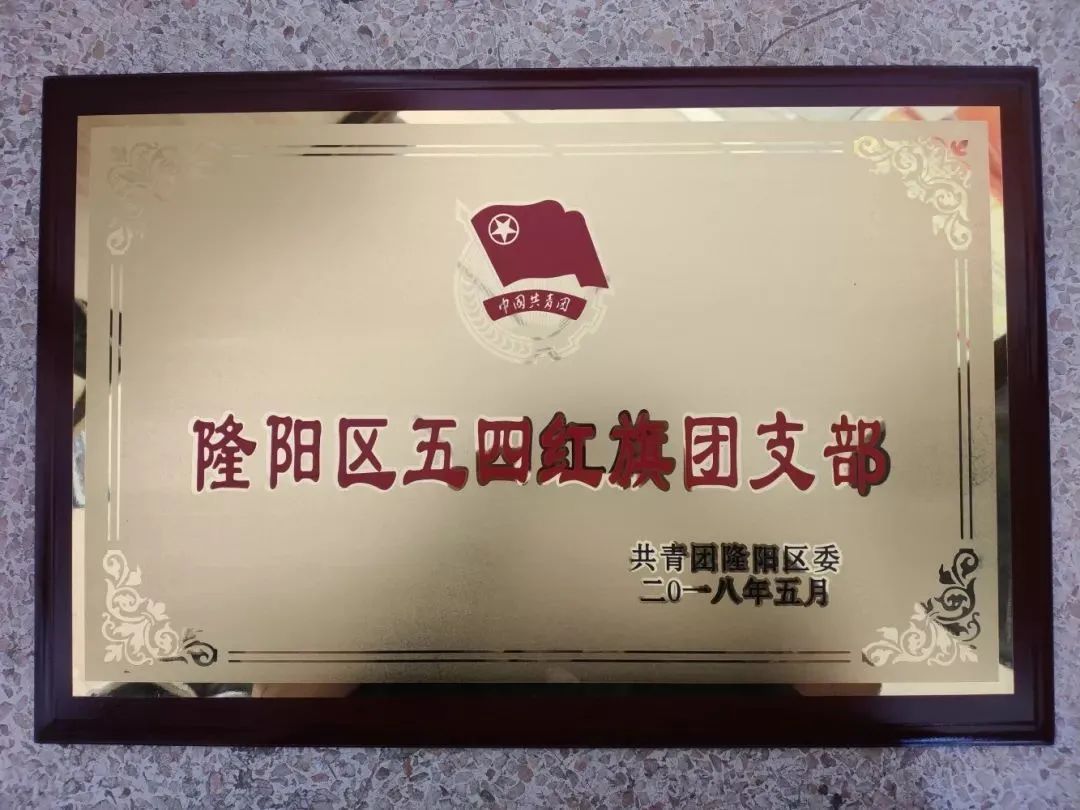 中国共青团
隆阳区五四红旗团支部
共青团隆阳区委
二0一八年五月